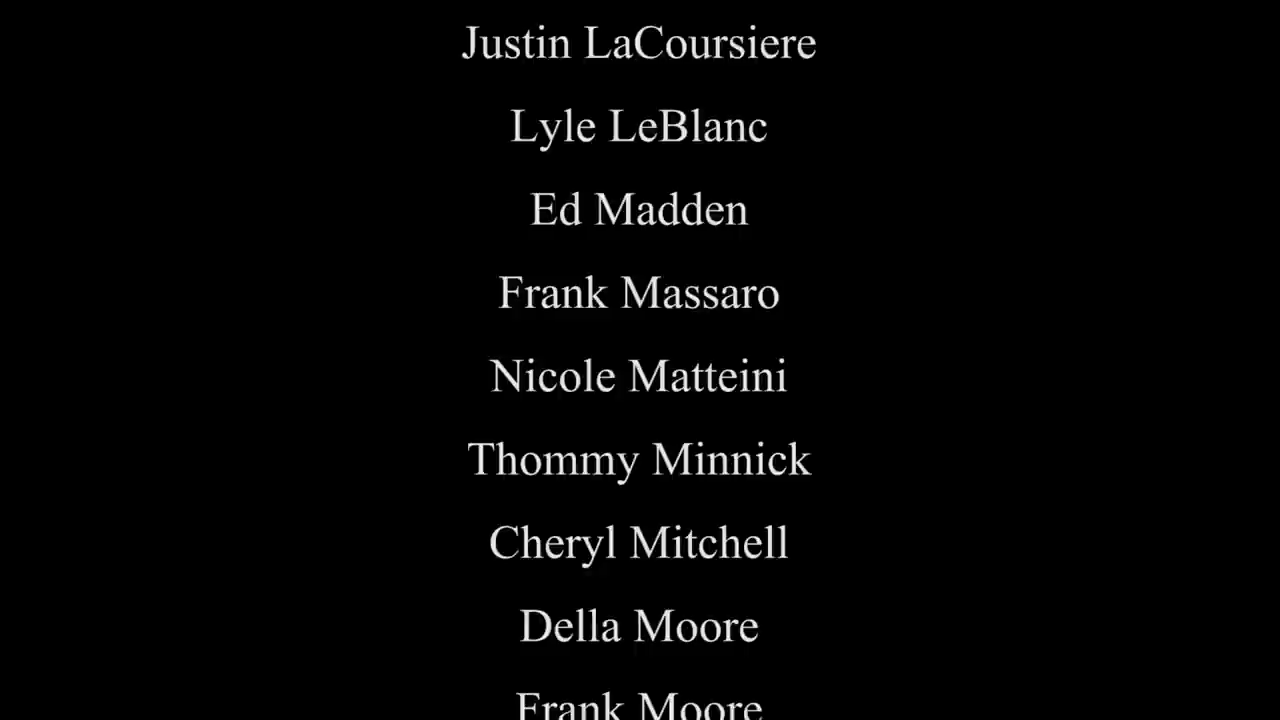 Justin LaCoursiere
Lyle LeBlanc
Ed Madden
Frank Massaro
Nicole Matteini
Thommy Minnick
Cheryl Mitchell
Della Moore
Frank Moore